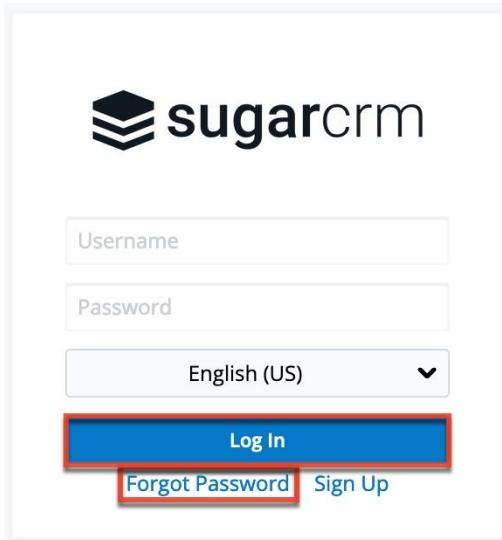 sugarcrm
Username
Password
English (US)
Log In
Forgot Password Sign Up